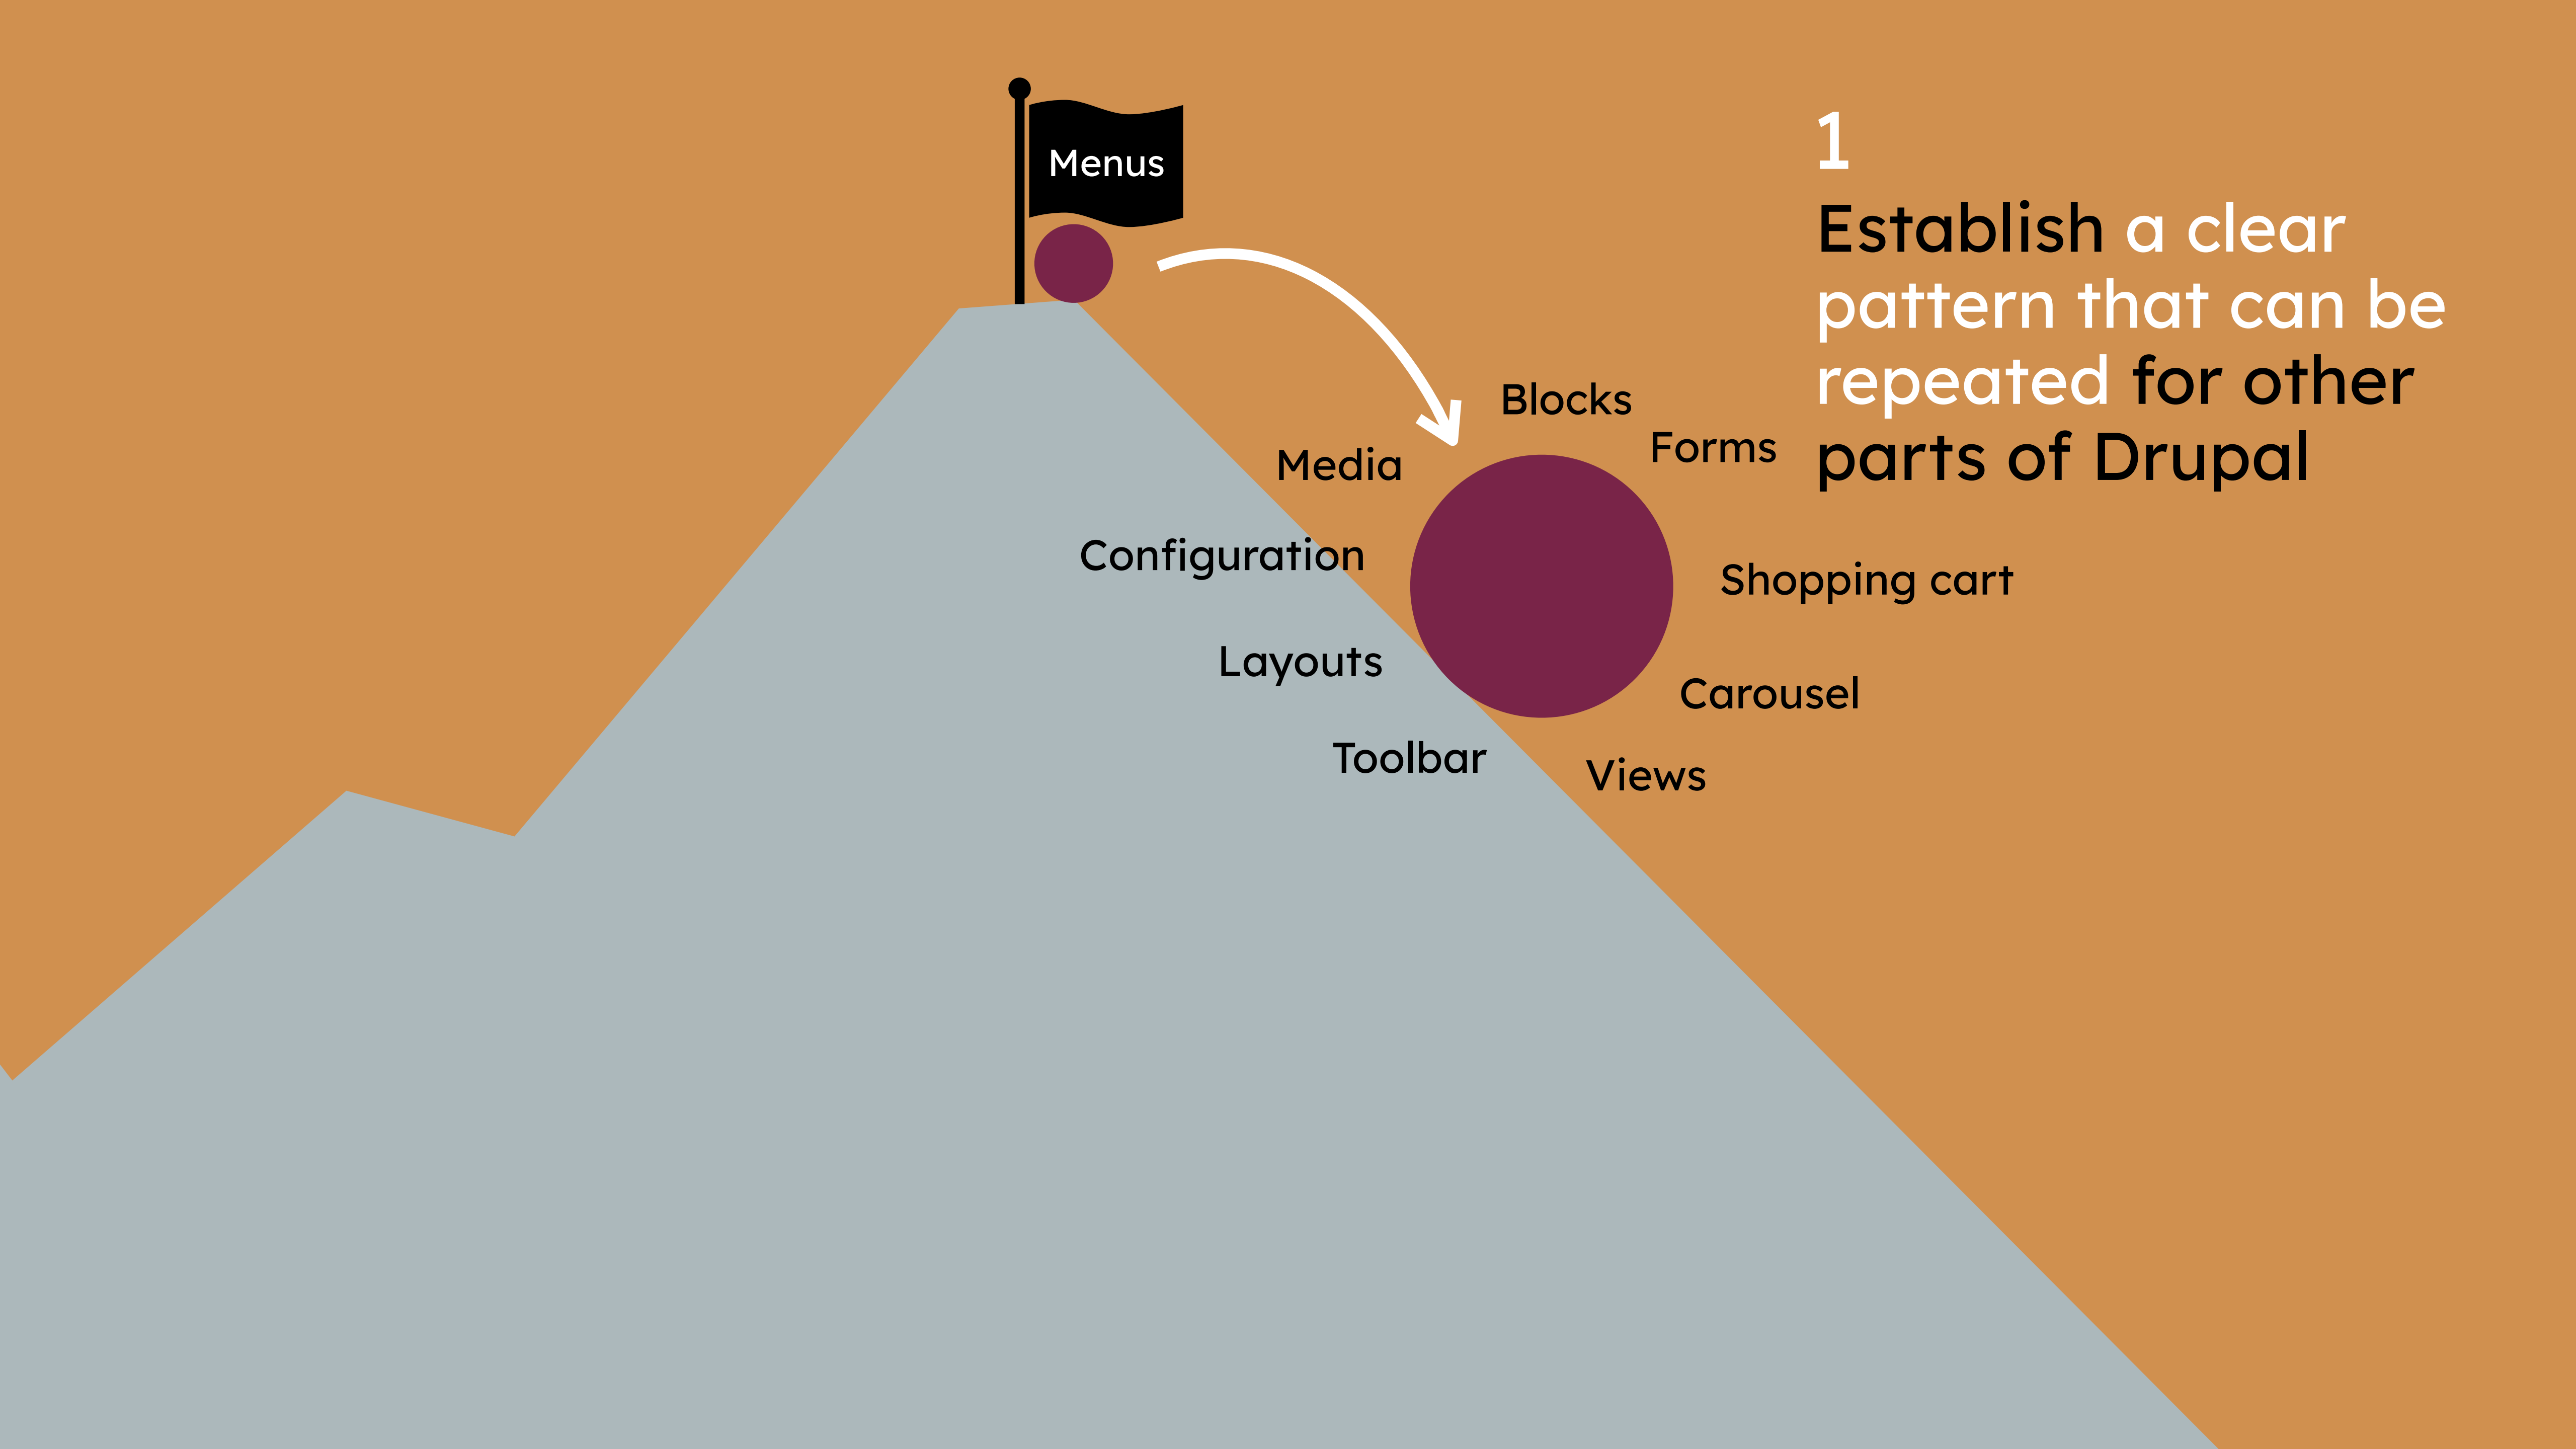 Menus
1
Establish a clear
pattern that can be
repeated for other
parts of Drupal
Blocks
Forms
Media
Configuration
Shopping cart
Layouts
Carousel
Toolbar
Views